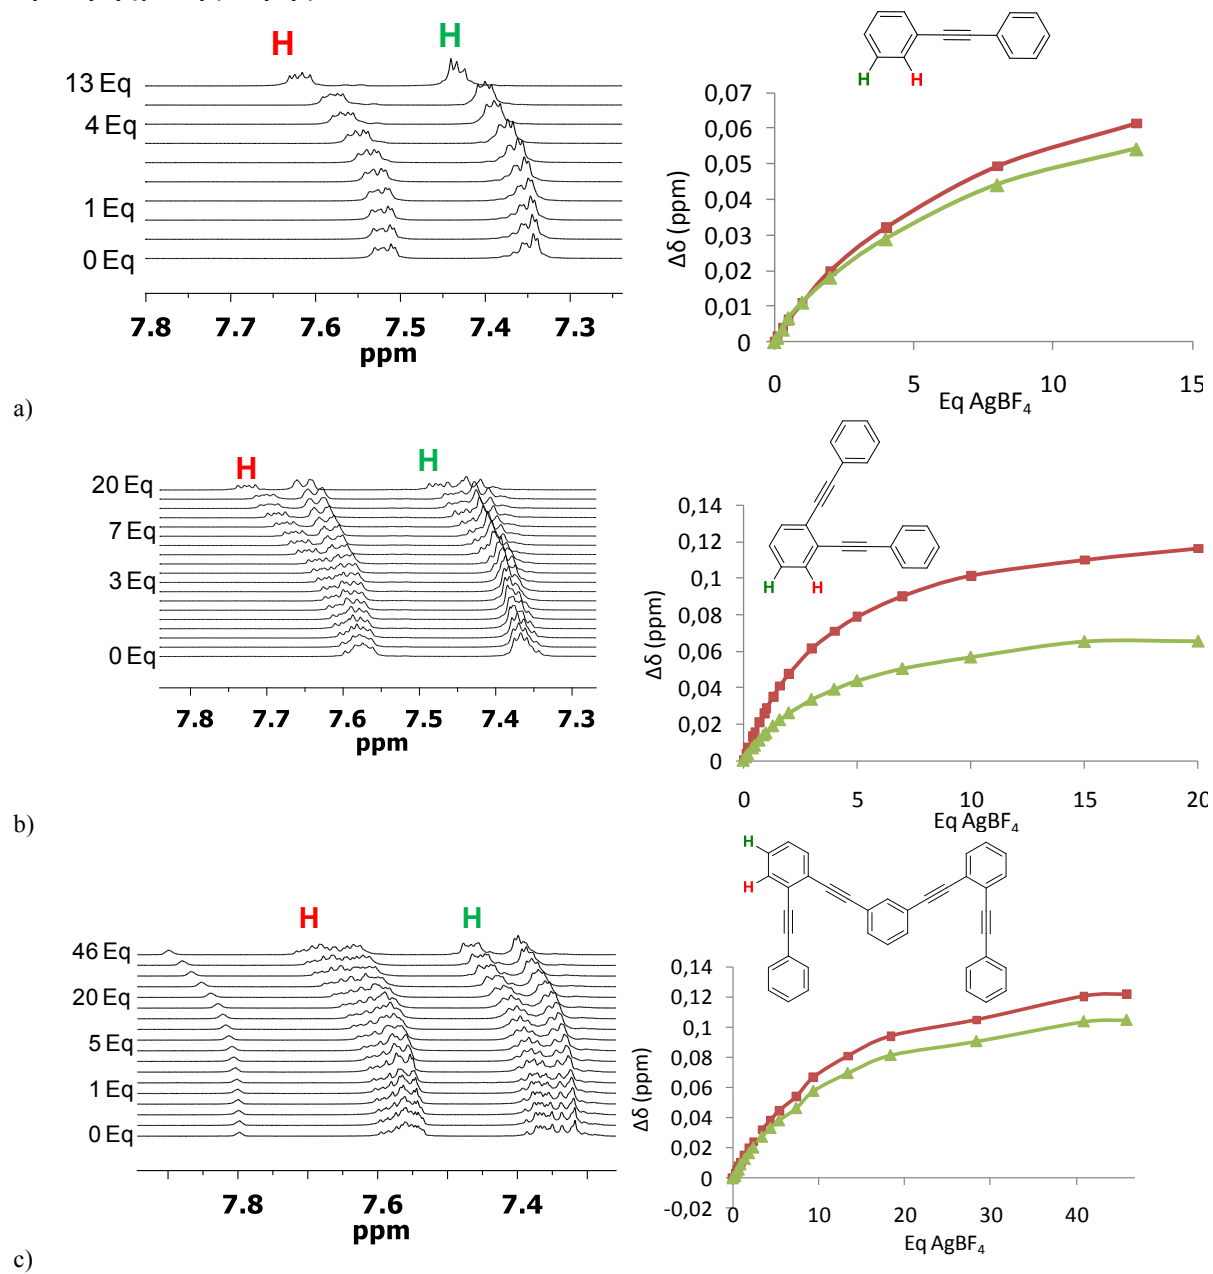 H H
13 Eq
4 Eq
1 Eq
0 Eq
7.8 7.7 7.6 7.5 7.4 7.3
ppm
H H
0,07
0,06
0,05
0,04
0,03
0,02
0,01
0
Δδ (ppm)
0 5 10 15
Eq AgBF4
a)
H H
20 Eq
7 Eq
3 Eq
0 Eq
7.8 7.7 7.6 7.5 7.4 7.3
ppm
H H
0,14
0,12
0,1
0,08
0,06
0,04
0,02
0
Δδ (ppm)
0 5 10 15 20
Eq AgBF4
b)
H H
46 Eq
20 Eq
5 Eq
1 Eq
0 Eq
7.8 7.6 7.4
ppm
H
H
0,14
0,12
0,1
0,08
0,06
0,04
0,02
0
-0,02
Δδ (ppm)
0 10 20 30 40
Eq AgBF4
c)